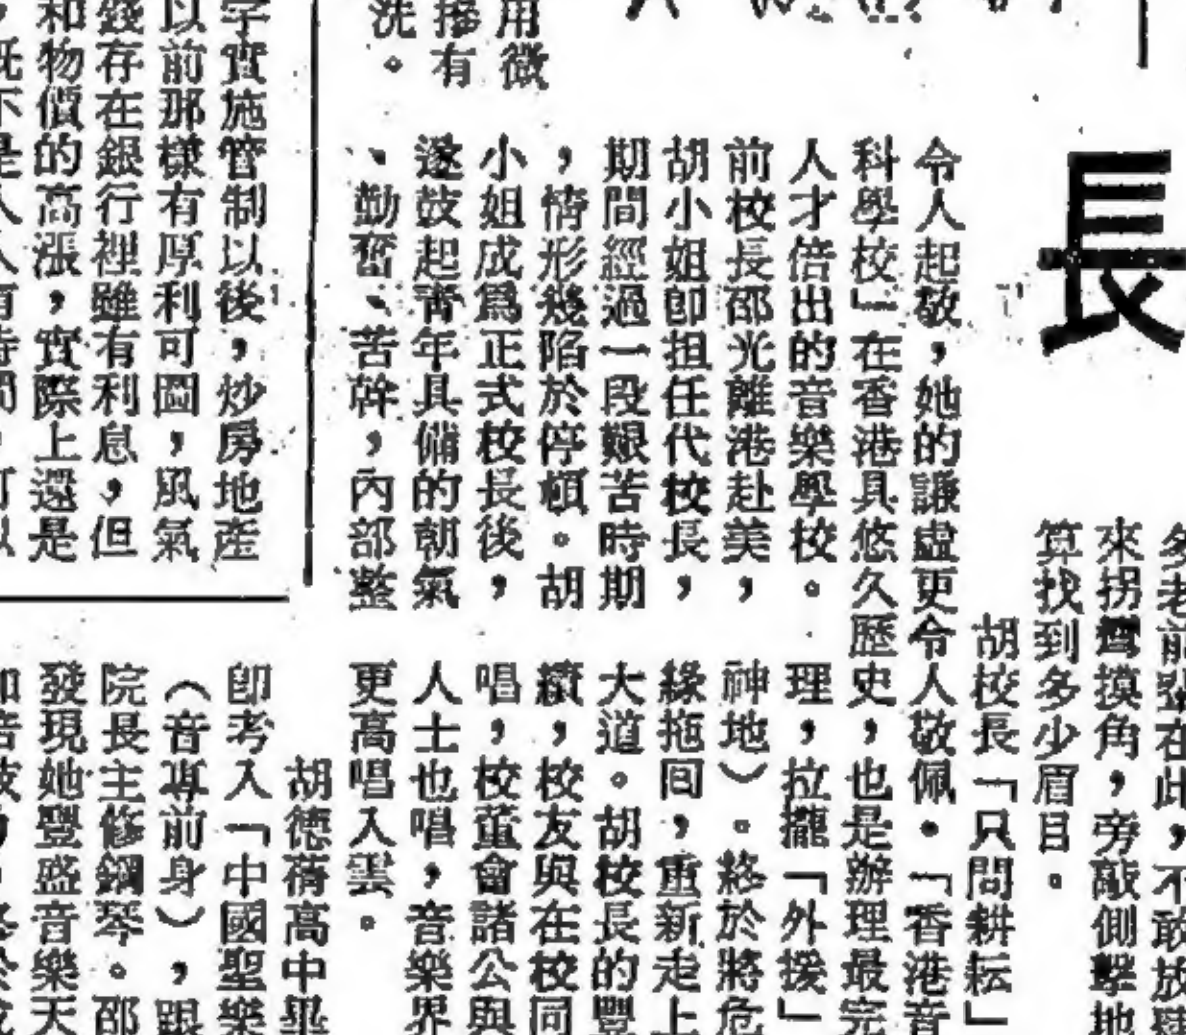 長
老前輩在此,不敢放
來拐彎摸角,旁敲側擊地
算找到多少眉目。
胡校長「只問耕耘」
令人起敬,她的謙虛更令人敬佩.「香港音
科學校」在香港具悠久歷史,也是辦理最完
人才倍出的音樂學校。
前校長邵光離港赴美,
胡小姐即担任代校長,
期間經過一段艱苦時期
,情形幾陷於停頓。胡
小姐成爲正式校長後,
遂鼓起青年具備的朝氣
、勤奮、苦幹,內部整
理,拉攏「外援」
神地)。終於將危
緣拖回,重新走上
大道。胡校長的豐
績,校友與在校同
唱,校董會諸公與
人士也唱,音樂界
更高唱入雲。
胡德蒨高中畢
即考入「中國聖樂
(音專前身),跟
院長主修鋼琴。邵
發現她豐盛音樂天
用微
摻有
洗。
字實施管制以後,炒房地產
以前那樣有厚利可圖,風氣
錢存在銀行裡雖有利息,但
和物價的高漲,實際上還是